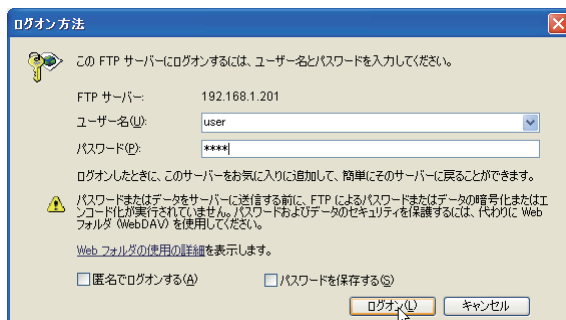 ログオン方法
この FTP サーバーにログオンするには、ユーザー名とパスワードを入力してください。
FTP サーバー: 192.168.1.201
ユーザー名(U): user
パスワード(P): ****
ログオンしたときに、このサーバーをお気に入りに追加して、簡単にそのサーバーに戻ることができます。
パスワードまたはデータをサーバーに送信する前に、FTP によるパスワードまたはデータの暗号化またはエ
ンコード化が実行されていません。パスワードおよびデータのセキュリティを保護するには、代わりに Web
フォルダ (WebDAV) を使用してください。
Web フォルダの使用の詳細を表示します。
匿名でログオンする(A) パスワードを保存する(S)
ログオン(L) キャンセル